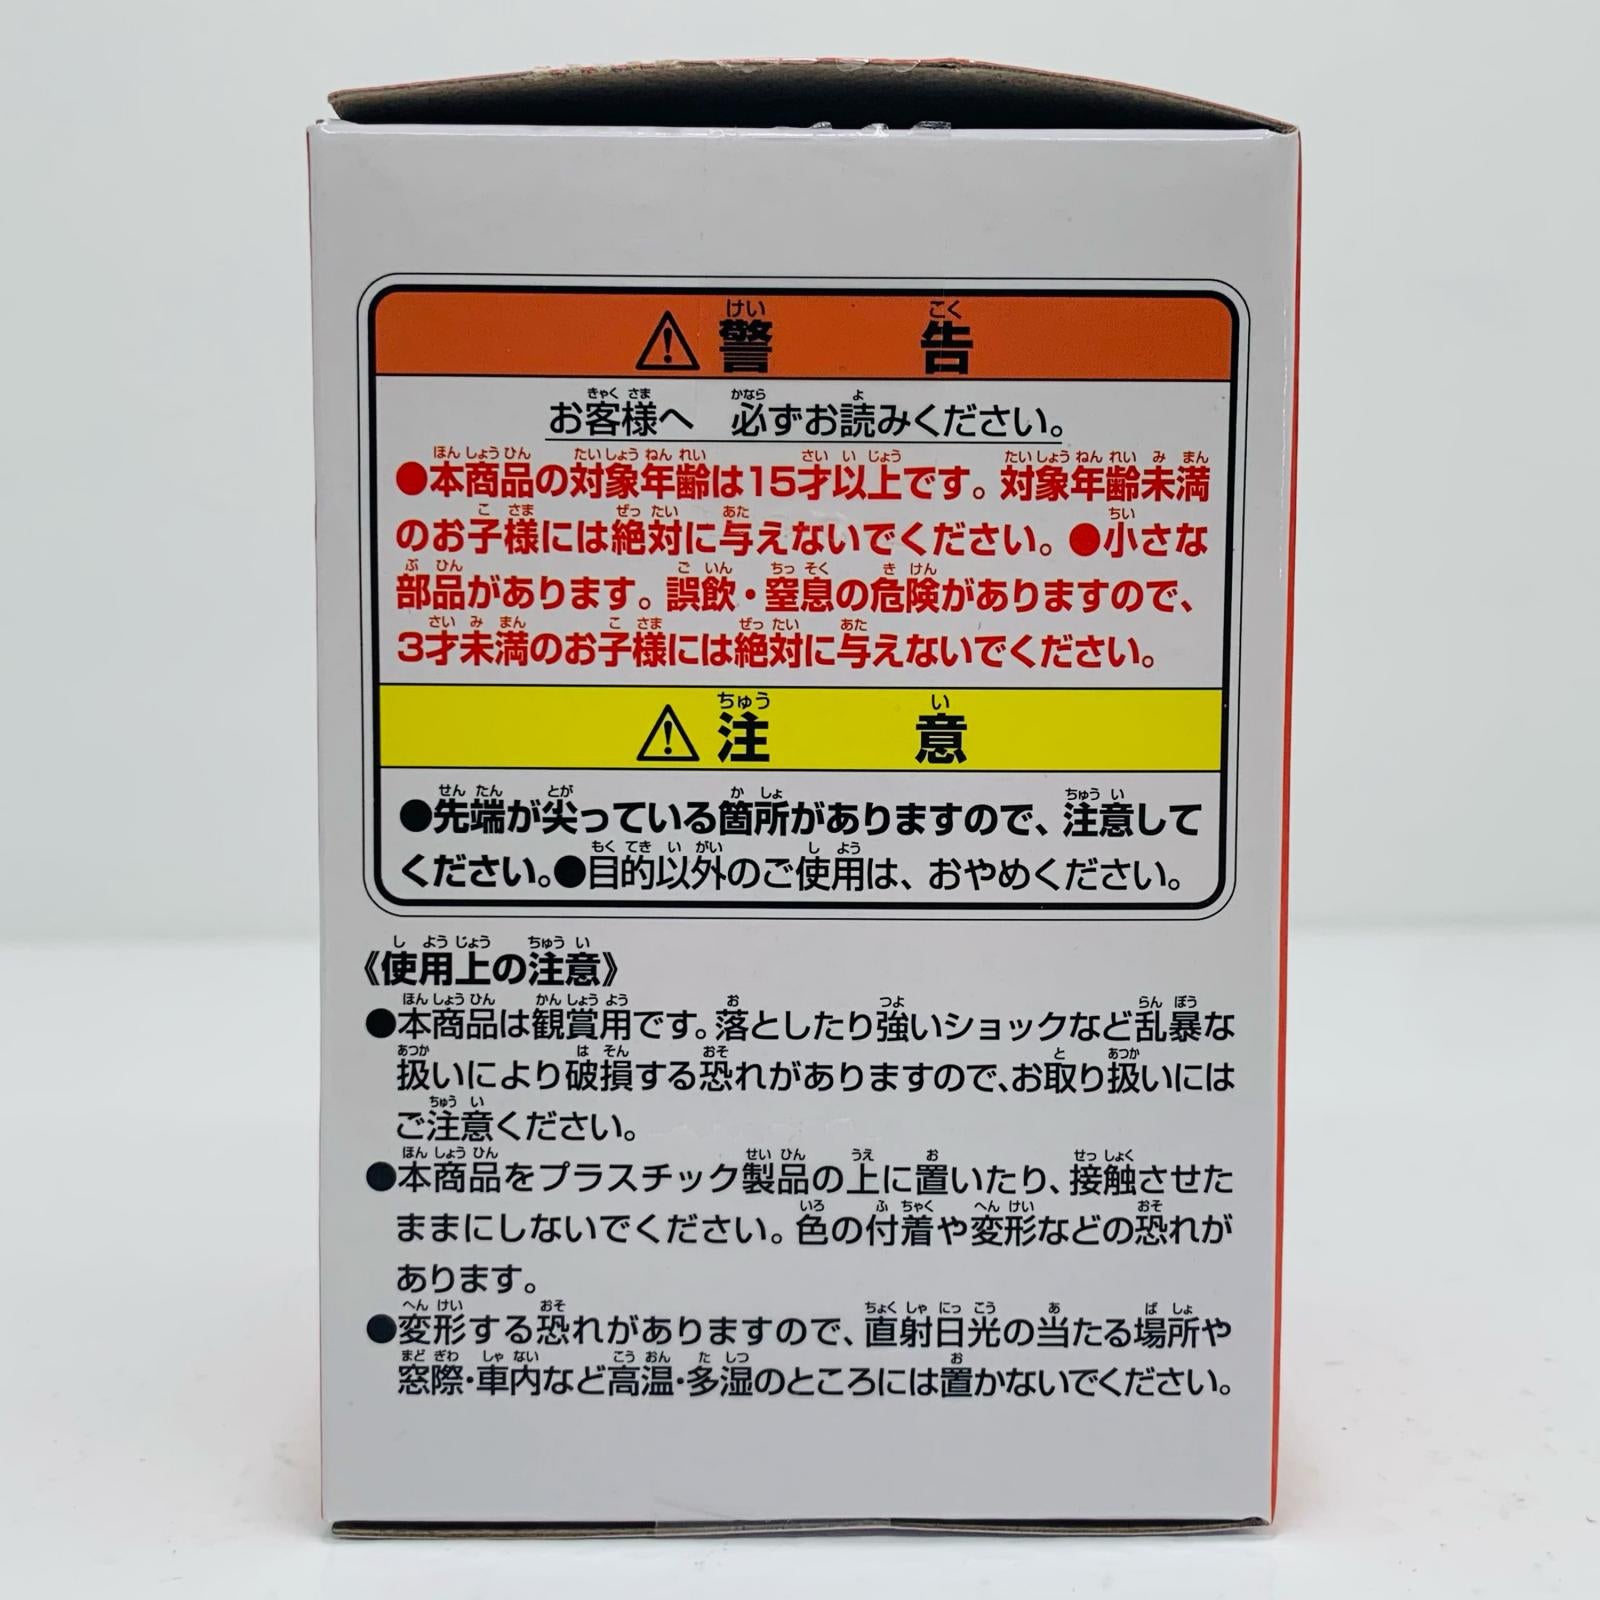 ⚠警告
お客様へ 必ずお読みください。
●本商品の対象年齢は15才以上です。対象年齢未満
のお子様には絶対に与えないでください。●小さな
部品があります。誤飲・窒息の危険がありますので、
3才未満のお子様には絶対に与えないでください。
⚠注意
●先端が尖っている箇所がありますので、注意して
ください。●目的以外のご使用は、おやめください。
《使用上の注意》
●本商品は観賞用です。落としたり強いショックなど乱暴な
扱いにより破損する恐れがありますので、お取り扱いには
ご注意ください。
●本商品をプラスチック製品の上に置いたり、接触させた
ままにしないでください。色の付着や変形などの恐れが
あります。
●変形する恐れがありますので、直射日光の当たる場所や
窓際・車内など高温・多湿のところには置かないでください。